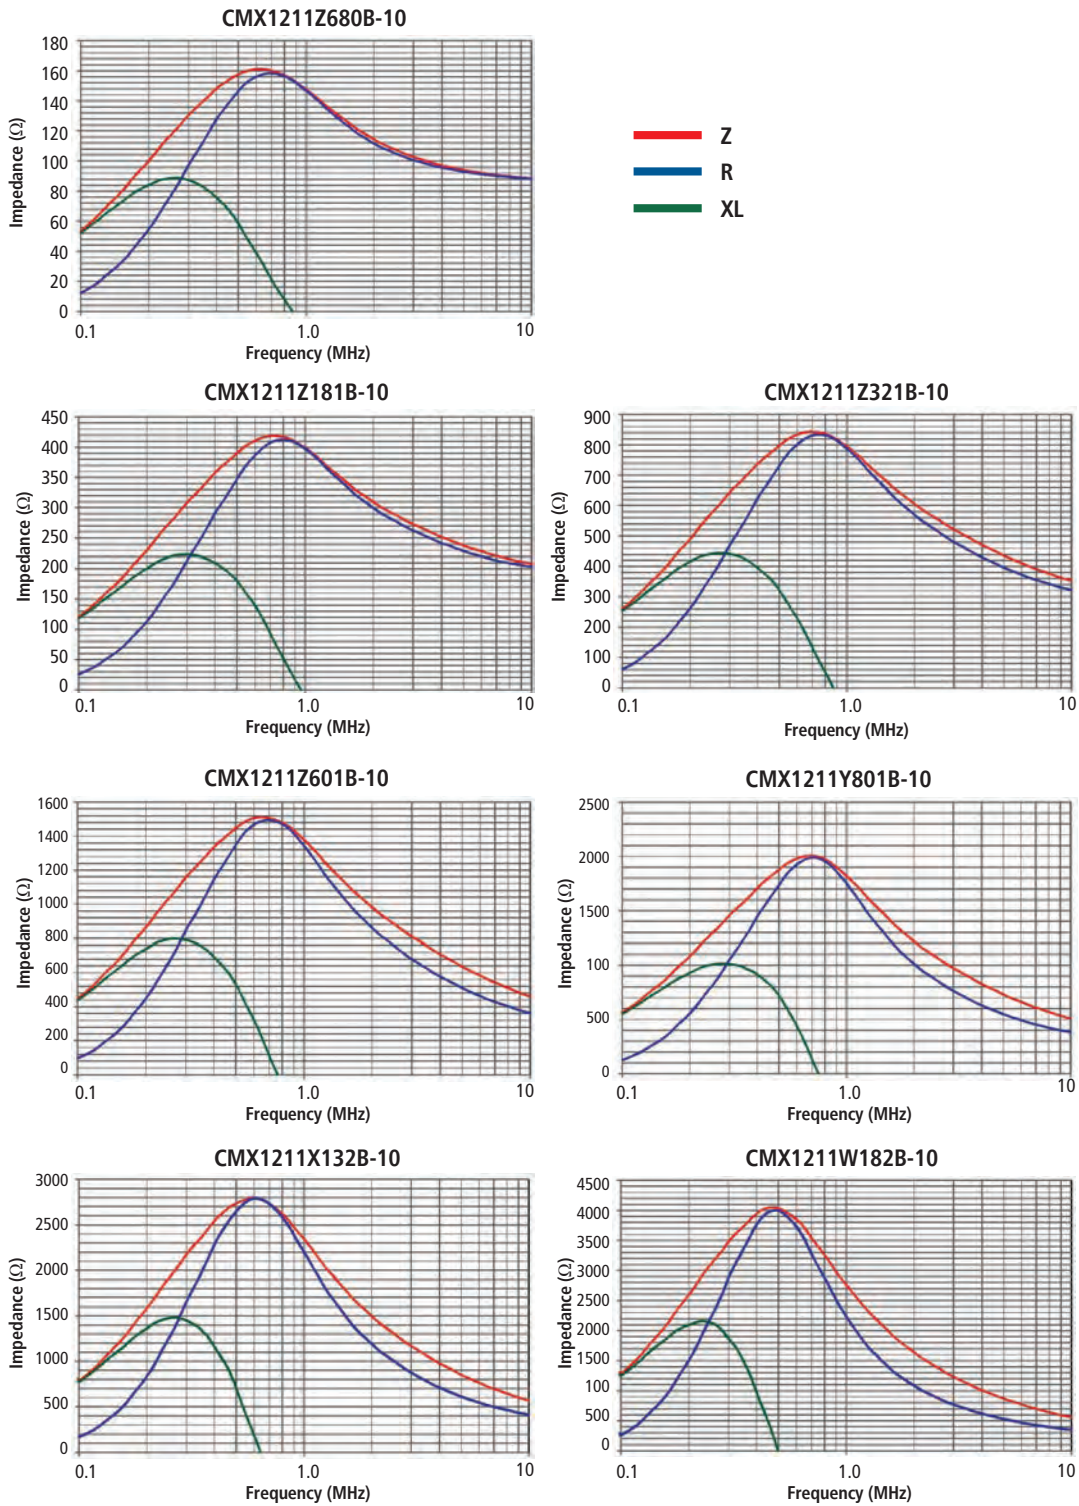 CMX1211Z680B-10
180
160
140
120
100
80
60
40
20
0
Impedance (Ω)
0.1 1.0 10
Frequency (MHz)
Z
R
XL
CMX1211Z181B-10
450
400
350
300
250
200
150
100
50
0
Impedance (Ω)
0.1 1.0 10
Frequency (MHz)
CMX1211Z321B-10
900
800
700
600
500
400
300
200
100
0
Impedance (Ω)
0.1 1.0 10
Frequency (MHz)
CMX1211Z601B-10
1600
1400
1200
1000
800
600
400
200
0
Impedance (Ω)
0.1 1.0 10
Frequency (MHz)
CMX1211Y801B-10
2500
2000
1500
100
500
0
Impedance (Ω)
0.1 1.0 10
Frequency (MHz)
CMX1211X132B-10
3000
2500
2000
1500
1000
500
0
Impedance (Ω)
0.1 1.0 10
Frequency (MHz)
CMX1211W182B-10
4500
4000
3500
3000
2500
2000
1500
100
500
0
Impedance (Ω)
0.1 1.0 10
Frequency (MHz)